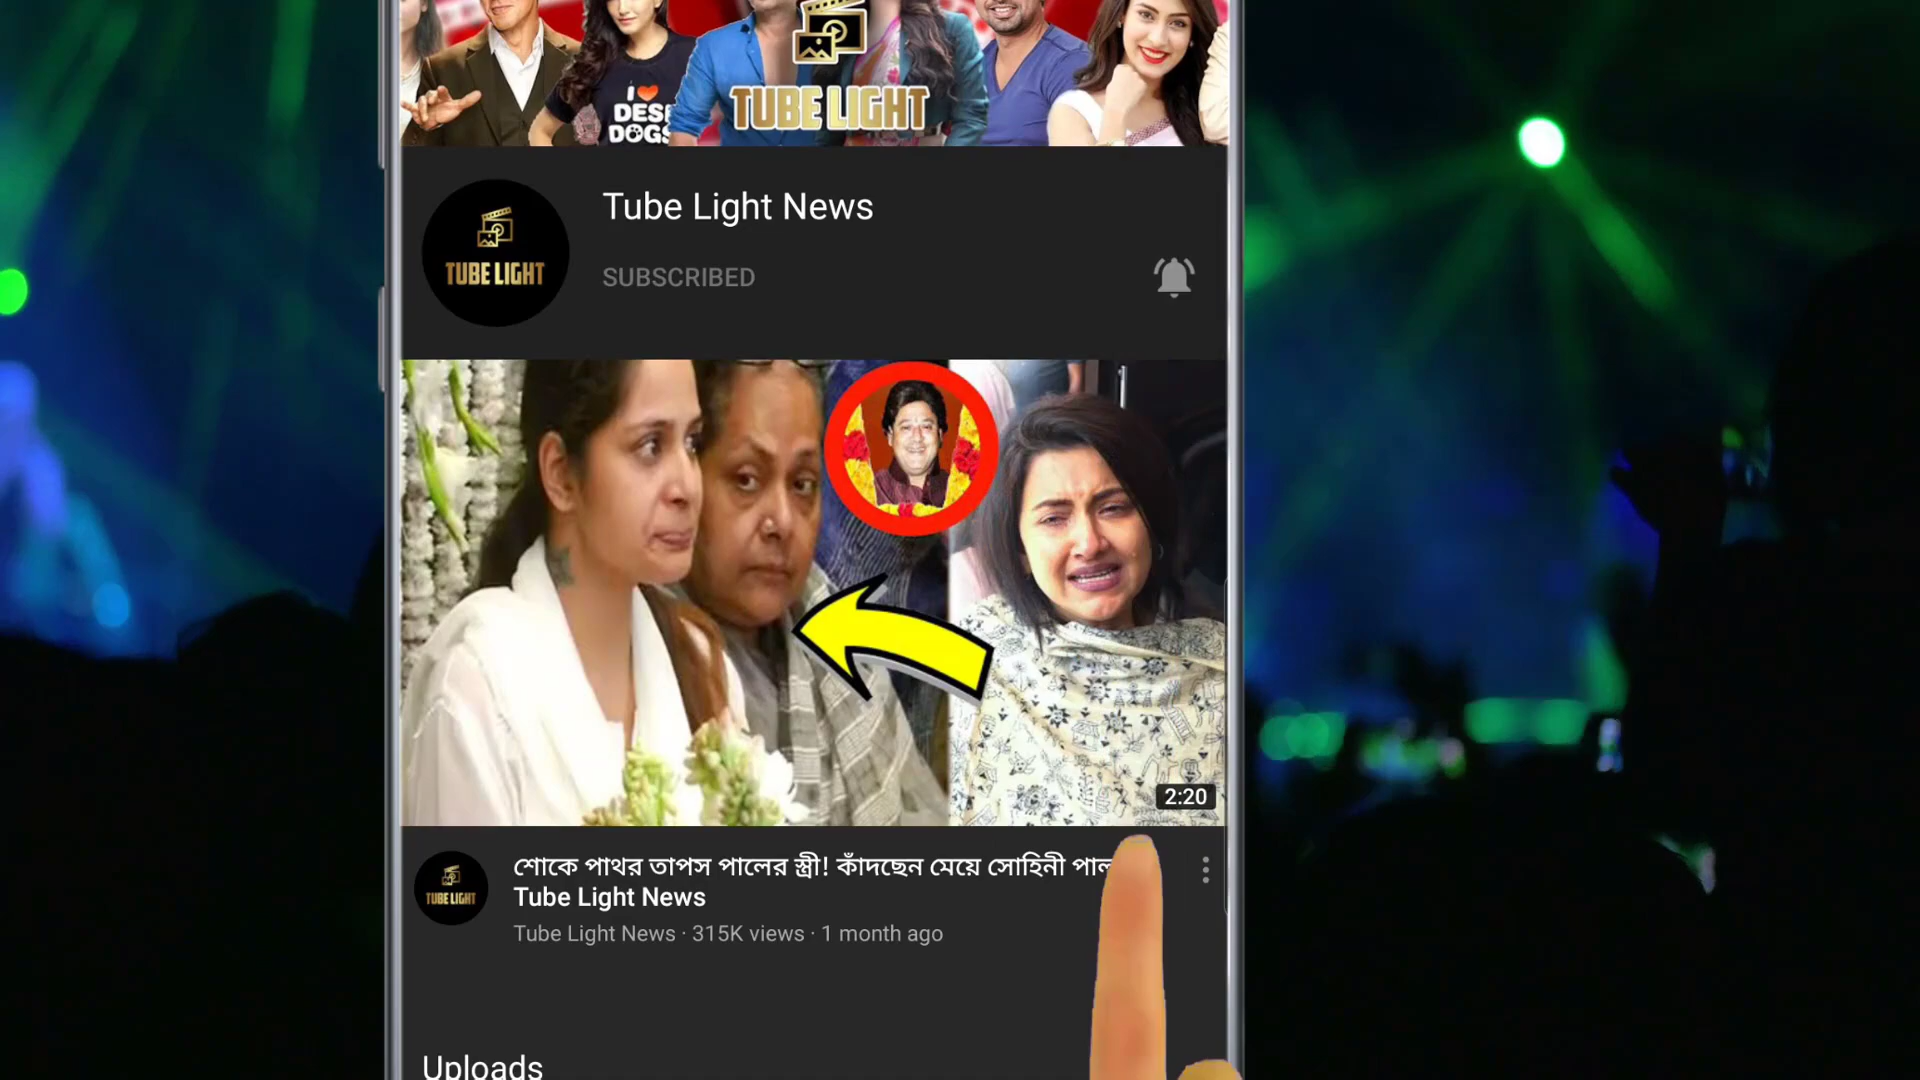 I
DESI
DOGS
TUBE LIGHT
Tube Light News
TUBE LIGHT
SUBSCRIBED
2:20
শোকে পাথর তাপস পালের স্ত্রী! কাঁদছেন মেয়ে সোহিনী পাল
TUBE LIGHT
Tube Light News
Tube Light News · 315K views · 1 month ago
Uploads